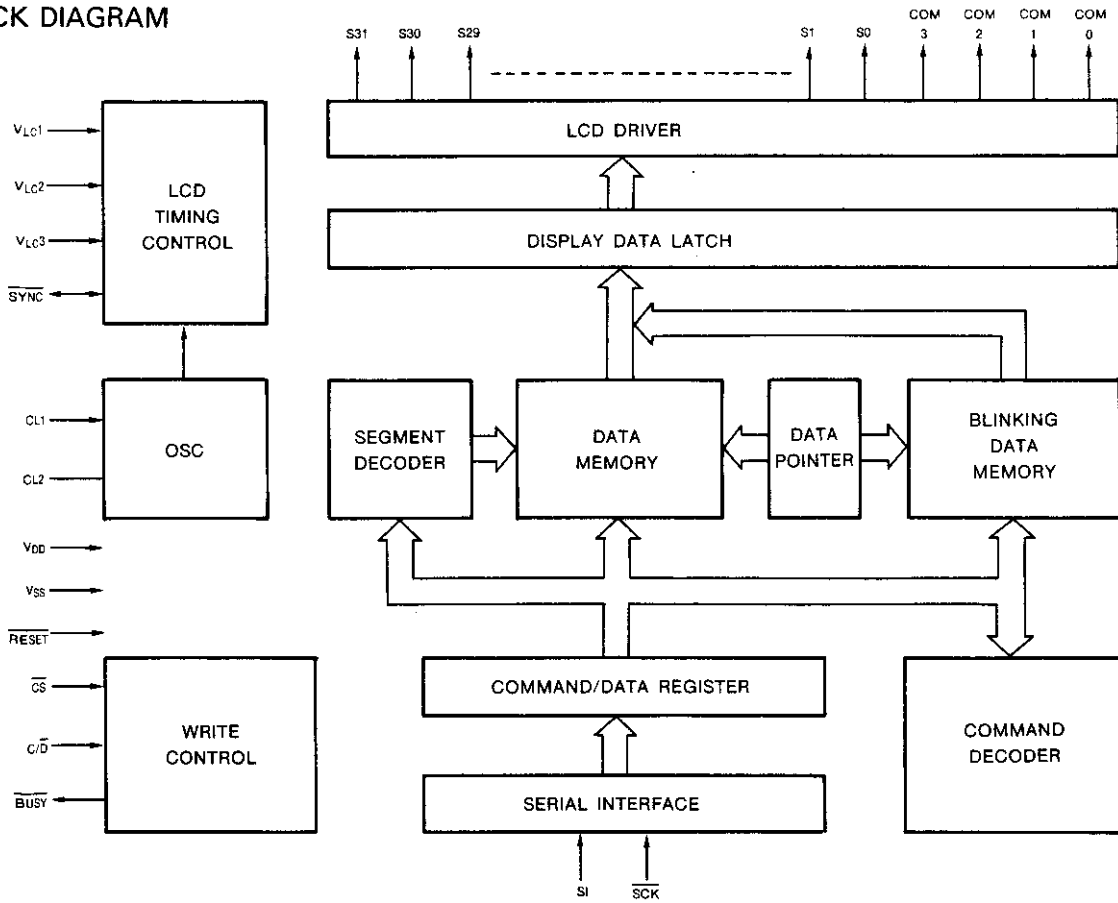 CK DIAGRAM
S31 S30 S29 S1 S0 COM 3 COM 2 COM 1 COM 0
LCD DRIVER
VLC1
VLC2
VLC3
SYNC
LCD
TIMING
CONTROL
DISPLAY DATA LATCH
CL1
CL2
OSC
SEGMENT
DECODER
DATA
MEMORY
DATA
POINTER
BLINKING
DATA
MEMORY
VDD
VSS
RESET
CS
C/D
BUSY
WRITE
CONTROL
COMMAND/DATA REGISTER
COMMAND
DECODER
SERIAL INTERFACE
SI SCK